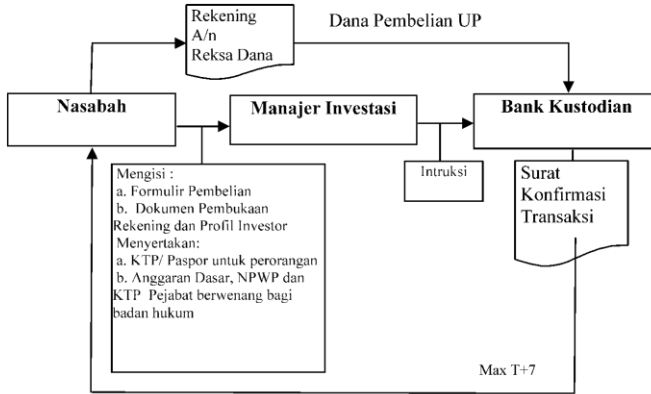 Rekening
A/n
Reksa Dana
Dana Pembelian UP
Nasabah
Manajer Investasi
Bank Kustodian
Mengisi :
a. Formulir Pembelian
b. Dokumen Pembukaan
Rekening dan Profil Investor
Menyertakan:
a. KTP/ Paspor untuk perorangan
b. Anggaran Dasar, NPWP dan
KTP Pejabat berwenang bagi
badan hukum
Intruksi
Surat
Konfirmasi
Transaksi
Max T+7